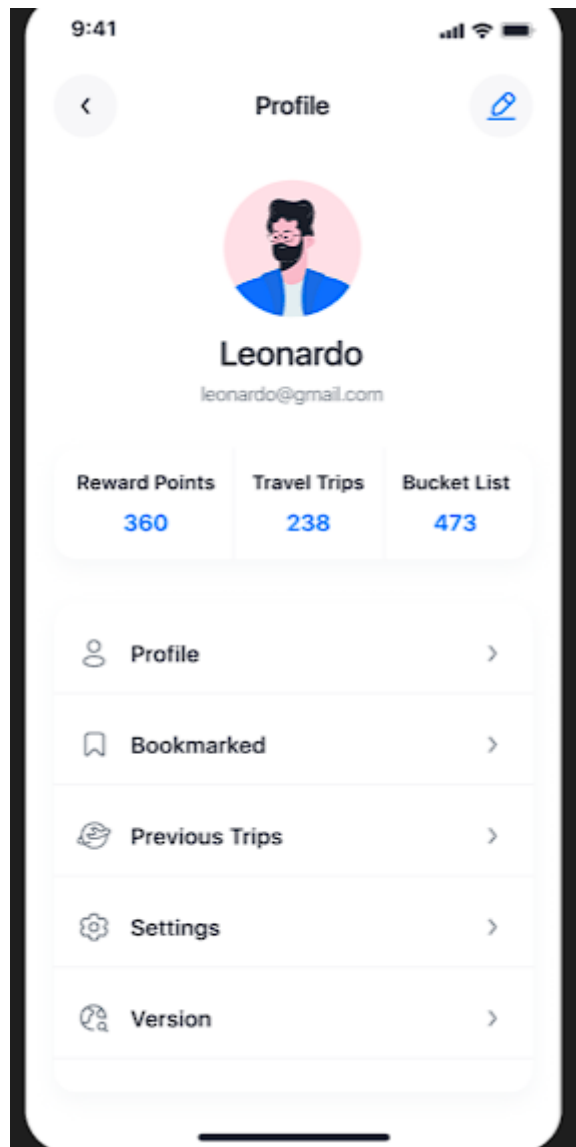 9:41
Profile
Leonardo
leonardo@gmail.com
Reward Points Travel Trips Bucket List
360 238 473
Profile
Bookmarked
Previous Trips
Settings
Version